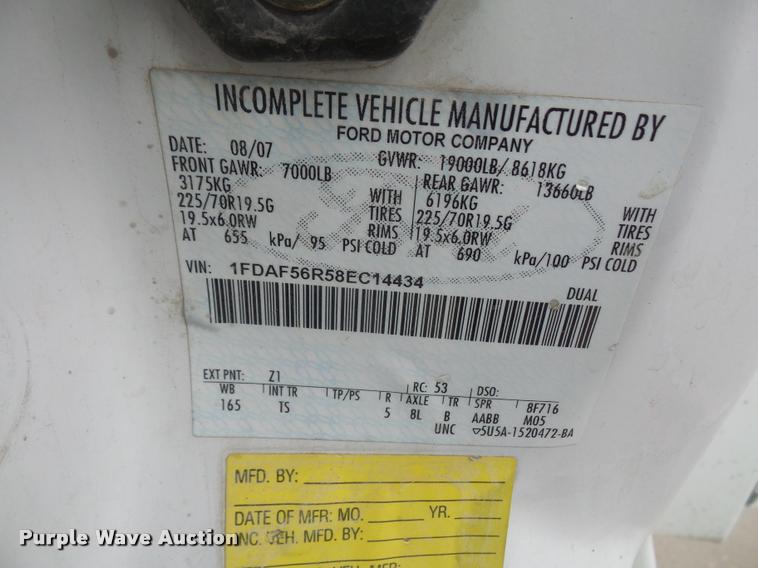 INCOMPLETE VEHICLE MANUFACTURED BY
FORD MOTOR COMPANY
DATE: 08/07 GVWR: 19000LB/ 8618KG
FRONT GAWR: 7000LB REAR GAWR: 13660LB
3175KG WITH 6196KG WITH
225/70R19.5G TIRES 225/70R19.5G TIRES
19.5x6.0RW RIMS 19.5x6.0RW RIMS
AT 655 kPa/ 95 PSI COLD AT 690 kPa/100 PSI COLD
VIN: 1FDAF56R58EC14434 DUAL
EXT PNT: Z1 RC: 53 DSO:
WB INT TR TP/PS R AXLE TR SPR 8F716
165 TS 5 8L B AABB M05
UNC 5U5A-1520472-BA
MFD. BY:
DATE OF MFR: MO. YR.
INC. VEH. MFD. BY:
VEH. MFR:
Purple Wave Auction